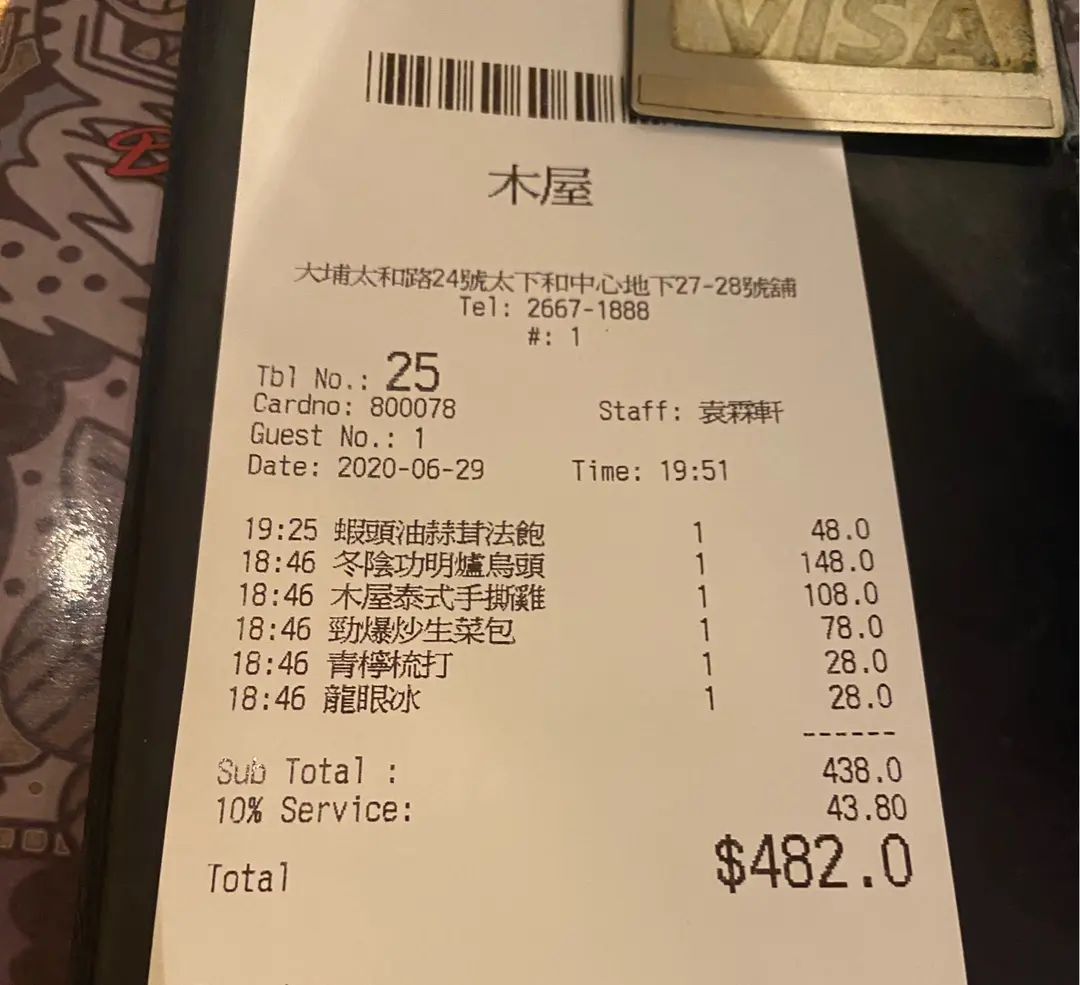 VISA
木屋
大埔太和路24號太下和中心地下27-28號舖
Tel: 2667-1888
#: 1
Tbl No.: 25
Cardno: 800078 Staff: 袁霖軒
Guest No.: 1
Date: 2020-06-29 Time: 19:51
19:25 蝦頭油蒜茸法飽 1 48.0
18:46 冬陰功明爐烏頭 1 148.0
18:46 木屋泰式手撕雞 1 108.0
18:46 勁爆炒生菜包 1 78.0
18:46 青檸梳打 1 28.0
18:46 龍眼冰 1 28.0
------
Sub Total : 438.0
10% Service: 43.80
Total $482.0